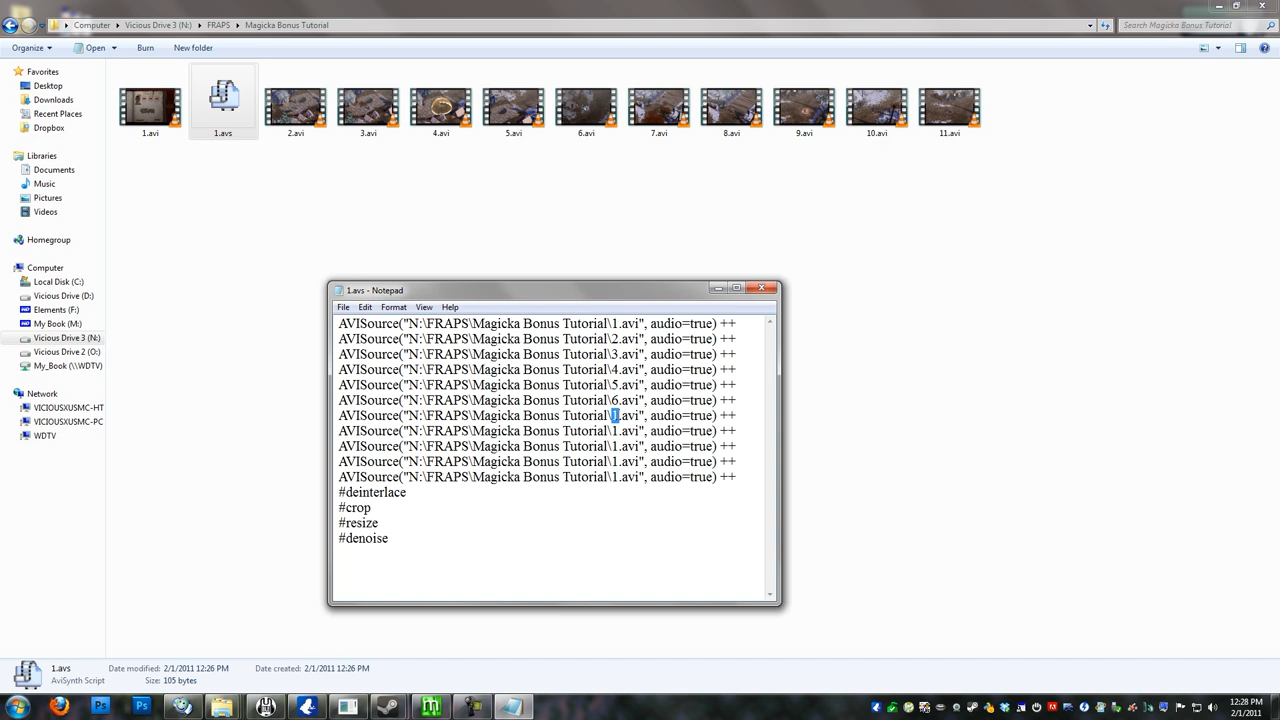 Computer ▸ Vicious Drive 3 (N:) ▸ FRAPS ▸ Magicka Bonus Tutorial
Search Magicka Bonus Tutorial
Organize Open Burn New folder
Favorites
Desktop
Downloads
Recent Places
Dropbox
Libraries
Documents
Music
Pictures
Videos
Homegroup
Computer
Local Disk (C:)
Vicious Drive (D:)
Elements (F:)
My Book (M:)
Vicious Drive 3 (N:)
Vicious Drive 2 (O:)
My_Book (\\WDTV)
Network
VICIOUSXUSMC-HT
VICIOUSXUSMC-PC
WDTV
1.avi 1.avs 2.avi 3.avi 4.avi 5.avi 6.avi 7.avi 8.avi 9.avi 10.avi 11.avi
1.avs - Notepad
File Edit Format View Help
AVISource("N:\FRAPS\Magicka Bonus Tutorial\1.avi", audio=true) ++
AVISource("N:\FRAPS\Magicka Bonus Tutorial\2.avi", audio=true) ++
AVISource("N:\FRAPS\Magicka Bonus Tutorial\3.avi", audio=true) ++
AVISource("N:\FRAPS\Magicka Bonus Tutorial\4.avi", audio=true) ++
AVISource("N:\FRAPS\Magicka Bonus Tutorial\5.avi", audio=true) ++
AVISource("N:\FRAPS\Magicka Bonus Tutorial\6.avi", audio=true) ++
AVISource("N:\FRAPS\Magicka Bonus Tutorial\1.avi", audio=true) ++
AVISource("N:\FRAPS\Magicka Bonus Tutorial\1.avi", audio=true) ++
AVISource("N:\FRAPS\Magicka Bonus Tutorial\1.avi", audio=true) ++
AVISource("N:\FRAPS\Magicka Bonus Tutorial\1.avi", audio=true) ++
AVISource("N:\FRAPS\Magicka Bonus Tutorial\1.avi", audio=true) ++
#deinterlace
#crop
#resize
#denoise
1.avs Date modified: 2/1/2011 12:26 PM Date created: 2/1/2011 12:26 PM
AviSynth Script Size: 105 bytes
12:28 PM
2/1/2011